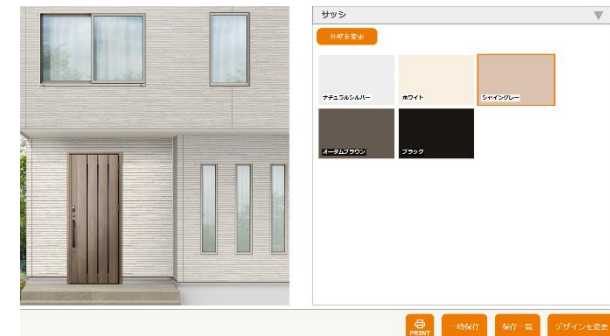 サッシ
外観を変更
ナチュラルシルバー
ホワイト
シャイングレー
オータムブラウン
ブラック
PRINT
一時保存
保存一覧
デザインを変更